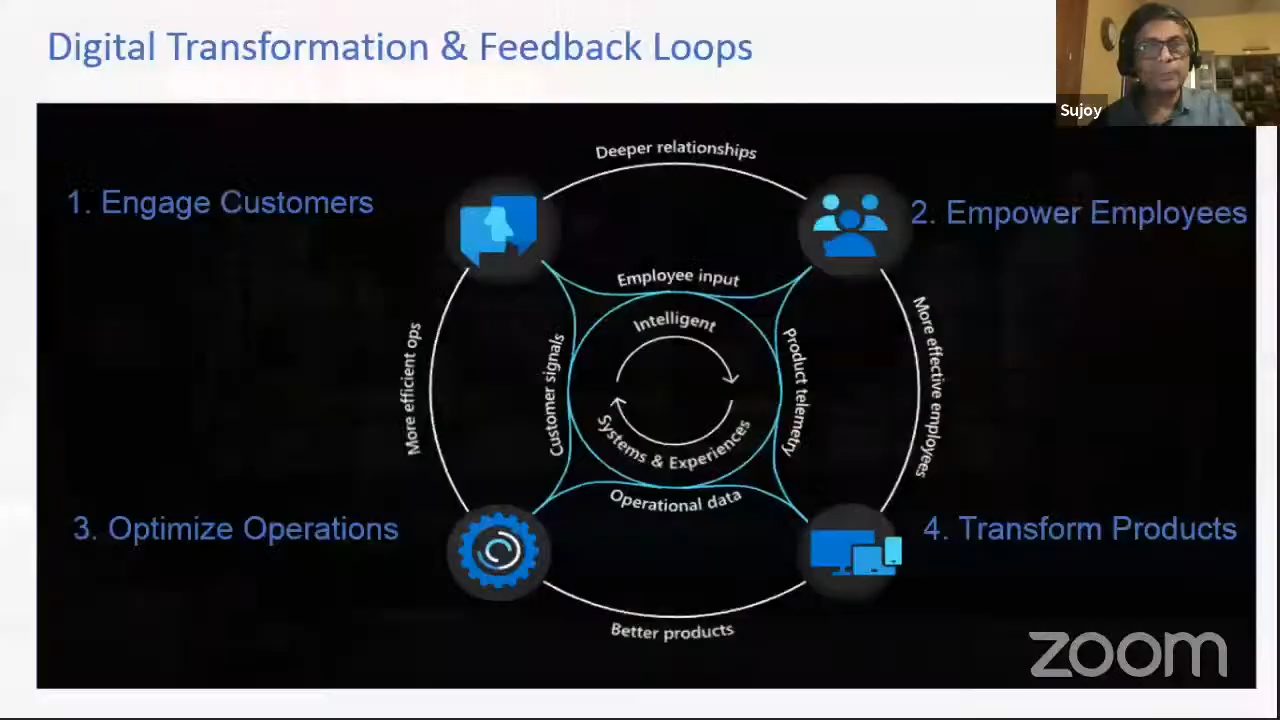 Digital Transformation & Feedback Loops
Sujoy
Deeper relationships
1. Engage Customers
2. Empower Employees
Employee input
Intelligent
More efficient ops
Customer signals
Product telemetry
More effective employees
Systems & Experiences
Operational data
3. Optimize Operations
4. Transform Products
Better products
zoom